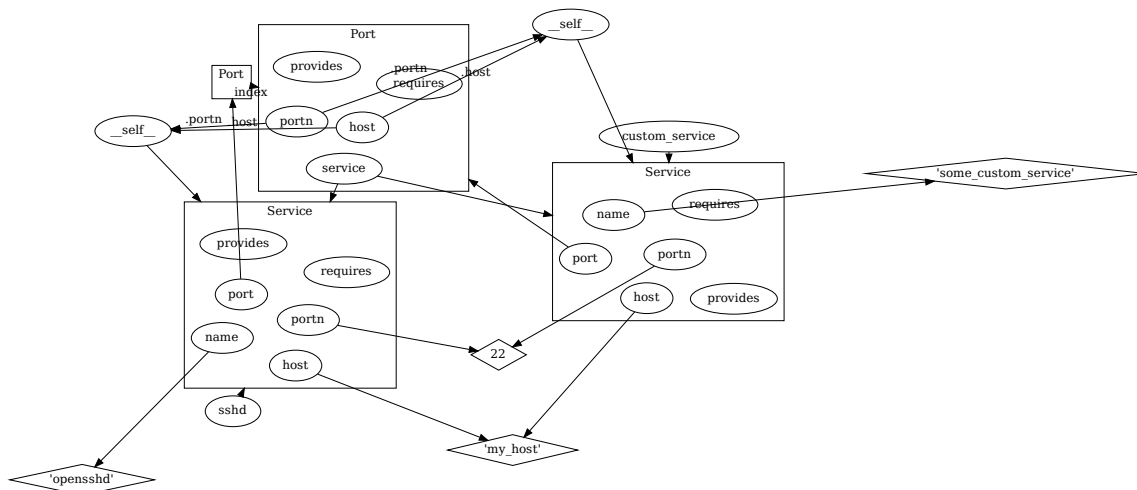 __self__
Port
provides
requires
.portn
.host
Port
index
portn
host
.portn
.host
__self__
custom_service
service
Service
'some_custom_service'
name
requires
Service
provides
port
portn
requires
port
host
provides
portn
name
22
host
sshd
'my_host'
'opensshd'